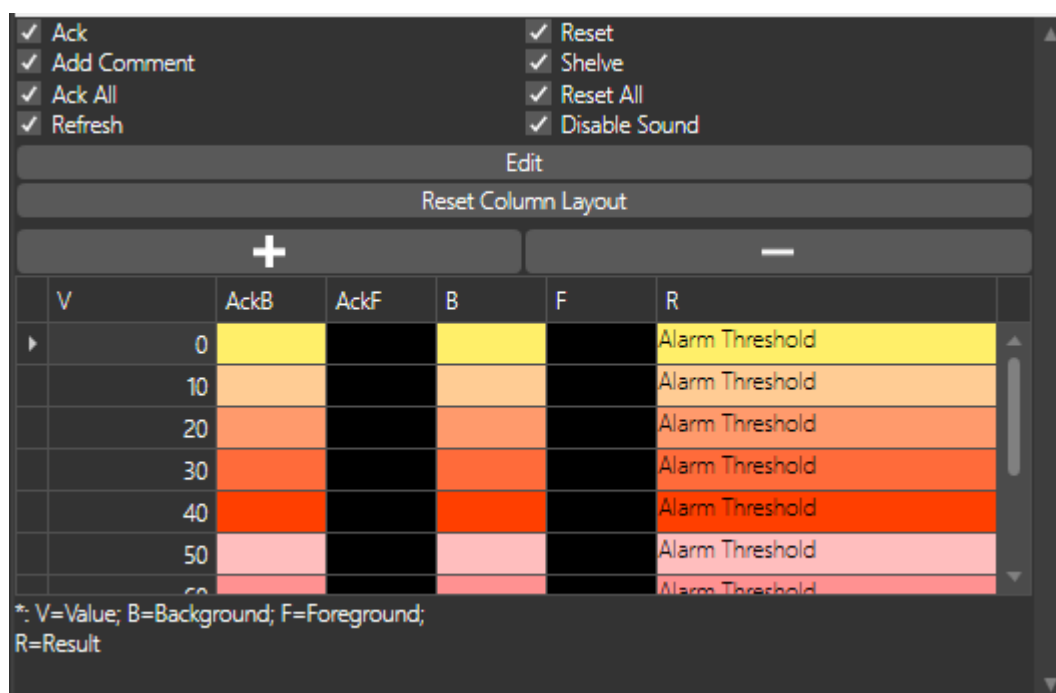 Ack Reset
Add Comment Shelve
Ack All Reset All
Refresh Disable Sound
Edit
Reset Column Layout
V AckB AckF B F R
0 Alarm Threshold
10 Alarm Threshold
20 Alarm Threshold
30 Alarm Threshold
40 Alarm Threshold
50 Alarm Threshold
Alarm Threshold
*: V=Value; B=Background; F=Foreground;
R=Result